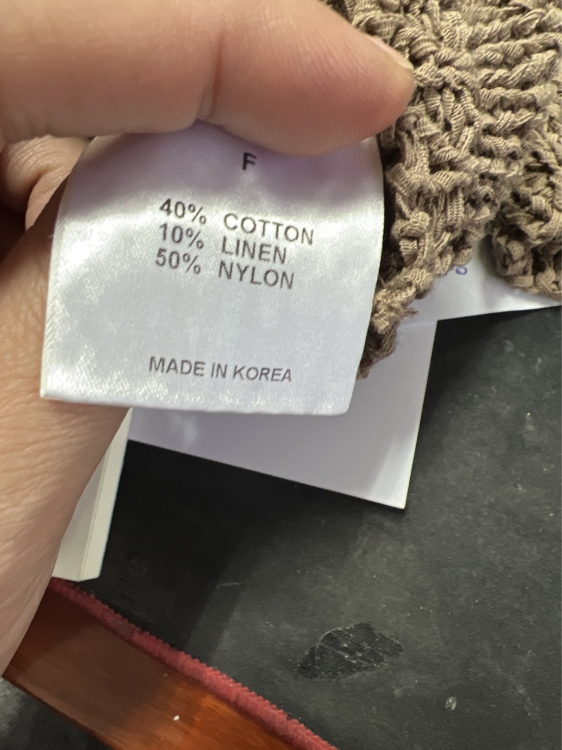 F
40% COTTON
10% LINEN
50% NYLON
MADE IN KOREA